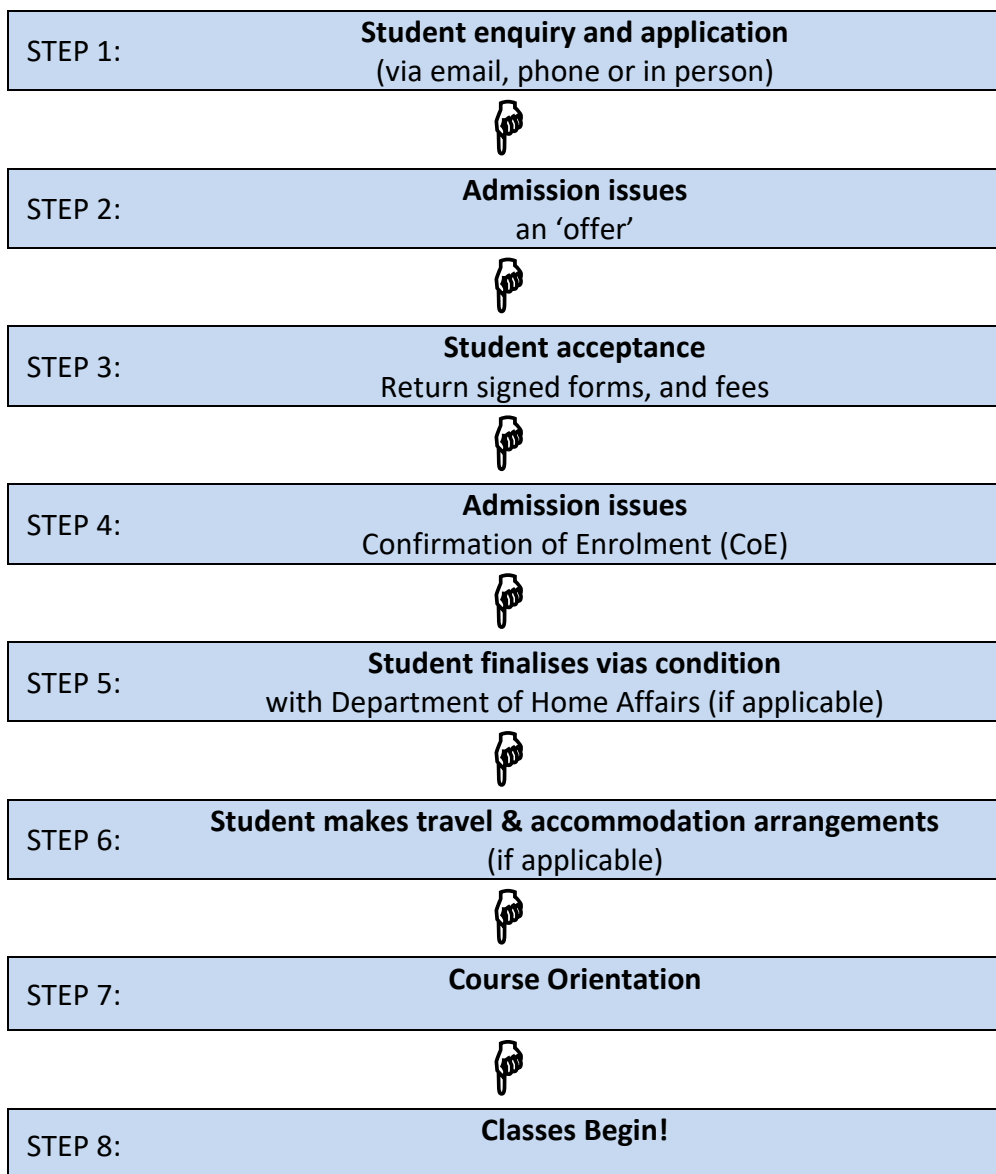 STEP 1:
Student enquiry and application
(via email, phone or in person)
STEP 2:
Admission issues
an ‘offer’
STEP 3:
Student acceptance
Return signed forms, and fees
STEP 4:
Admission issues
Confirmation of Enrolment (CoE)
STEP 5:
Student finalises vias condition
with Department of Home Affairs (if applicable)
STEP 6:
Student makes travel & accommodation arrangements
(if applicable)
STEP 7:
Course Orientation
STEP 8:
Classes Begin!